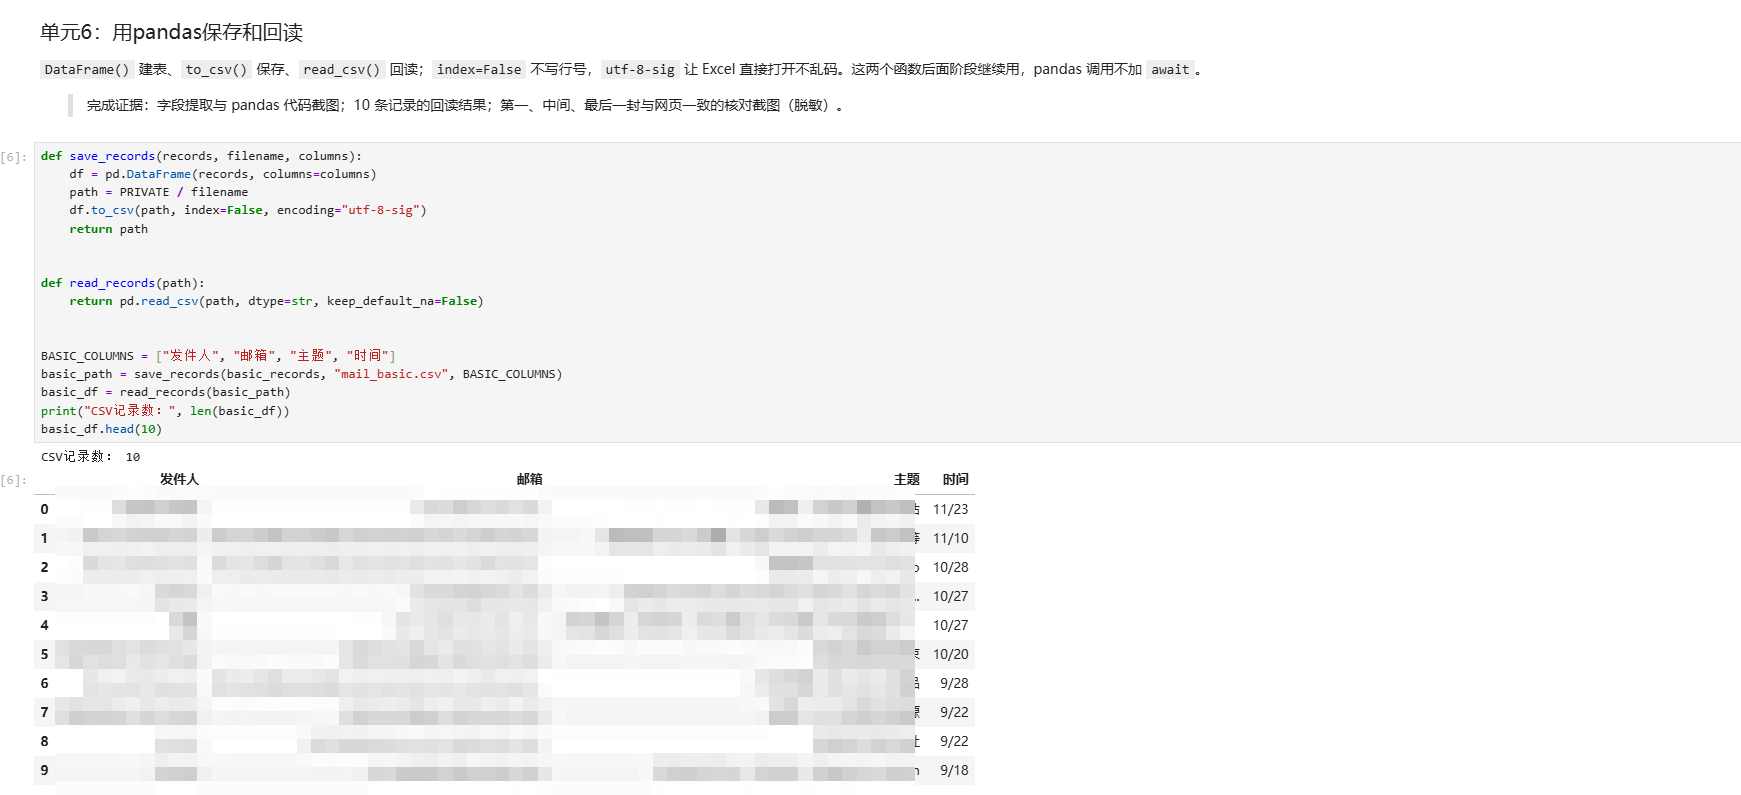 单元6：用pandas保存和回读
DataFrame() 建表、 to_csv() 保存、 read_csv() 回读； index=False 不写行号， utf-8-sig 让 Excel 直接打开不乱码。这两个函数后面阶段继续用，pandas 调用不加 await 。
完成证据：字段提取与 pandas 代码截图；10 条记录的回读结果；第一、中间、最后一封与网页一致的核对截图（脱敏）。
[6]:
def save_records(records, filename, columns):
    df = pd.DataFrame(records, columns=columns)
    path = PRIVATE / filename
    df.to_csv(path, index=False, encoding="utf-8-sig")
    return path
def read_records(path):
    return pd.read_csv(path, dtype=str, keep_default_na=False)
BASIC_COLUMNS = ["发件人", "邮箱", "主题", "时间"]
basic_path = save_records(basic_records, "mail_basic.csv", BASIC_COLUMNS)
basic_df = read_records(basic_path)
print("CSV记录数：", len(basic_df))
basic_df.head(10)
CSV记录数： 10
[6]:
发件人 邮箱 主题 时间
0 11/23
1 11/10
2 10/28
3 10/27
4 10/27
5 10/20
6 9/28
7 9/22
8 9/22
9 9/18